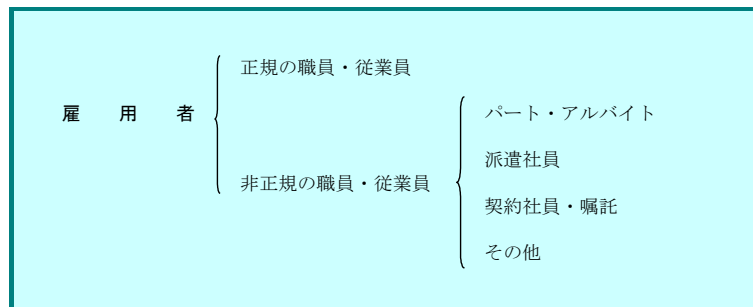 正規の職員・従業員
雇用者
パート・アルバイト
派遣社員
非正規の職員・従業員
契約社員・嘱託
その他